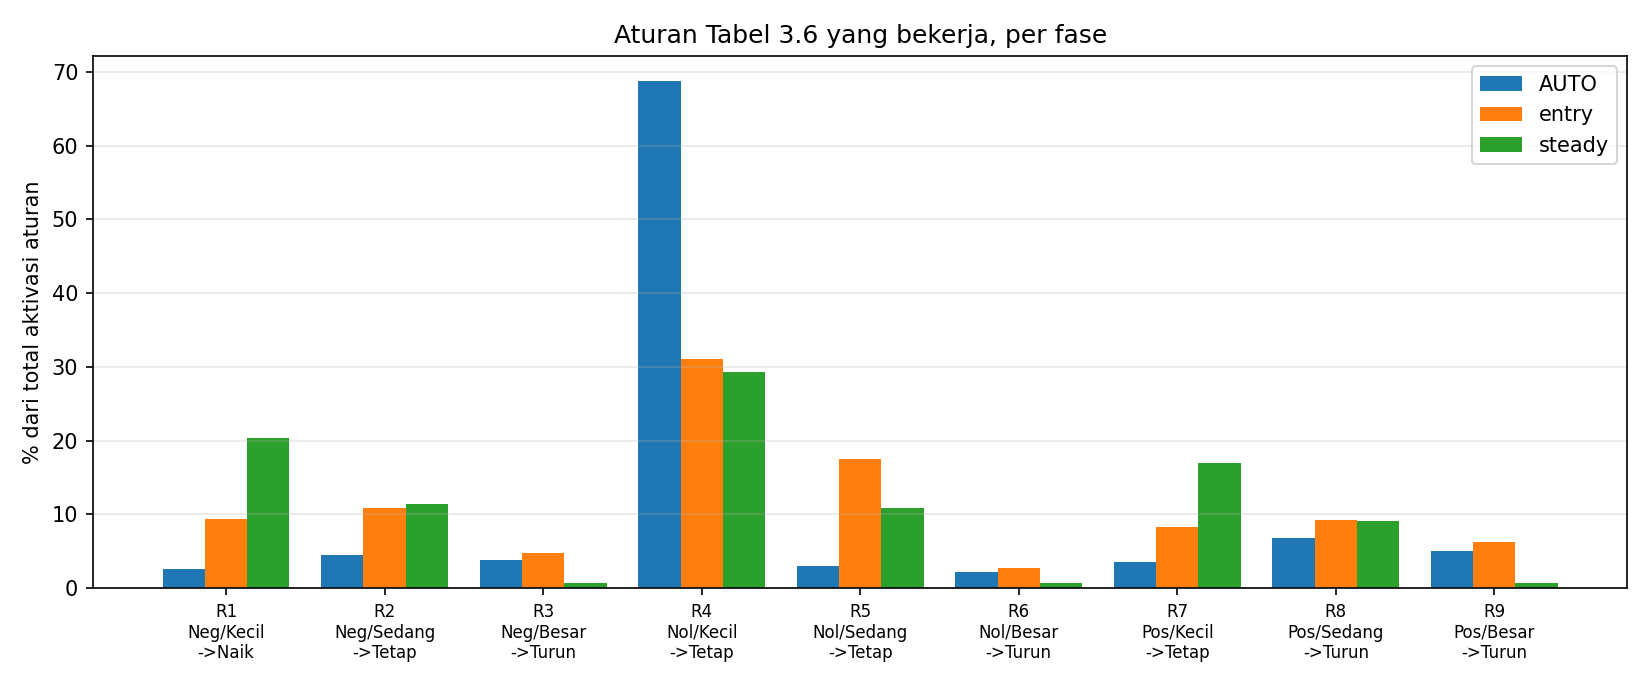 Aturan Tabel 3.6 yang bekerja, per fase
% dari total aktivasi aturan
70
60
50
40
30
20
10
0
AUTO
entry
steady
R1
Neg/Kecil
->Naik
R2
Neg/Sedang
->Tetap
R3
Neg/Besar
->Turun
R4
Nol/Kecil
->Tetap
R5
Nol/Sedang
->Tetap
R6
Nol/Besar
->Turun
R7
Pos/Kecil
->Tetap
R8
Pos/Sedang
->Turun
R9
Pos/Besar
->Turun